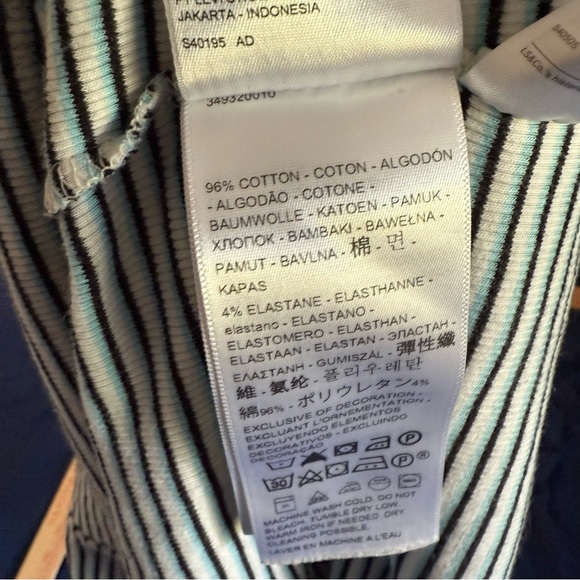 JAKARTA - INDONESIA
S40195 AD
349320010
96% COTTON - COTON - ALGODÓN
- ALGODÃO - COTONE -
BAUMWOLLE - KATOEN - PAMUK -
ХЛОПОК - BAMBAKI - BAWEŁNA -
PAMUT - BAVLNA - 棉 - 면 -
KAPAS
4% ELASTANE - ELASTHANNE -
elastano - ELASTANO -
ELASTOMERO - ELASTHAN -
ELASTAAN - ELASTAN - ЭЛАСТАН -
ΕΛΑΣΤΑΝΗ - GUMISZÁL - 彈性纖
維 - 氨纶 - 폴리우레탄
綿96% - ポリウレタン4%
EXCLUSIVE OF DECORATION -
EXCLUANT L'ORNEMENTATION -
EXCLUYENDO ELEMENTOS
DECORATIVOS - EXCLUINDO
DECORAÇÃO
30
MACHINE WASH COLD. DO NOT
BLEACH. TUMBLE DRY LOW.
WARM IRON IF NEEDED. DRY
CLEANING POSSIBLE.
LAVER EN MACHINE A L'EAU